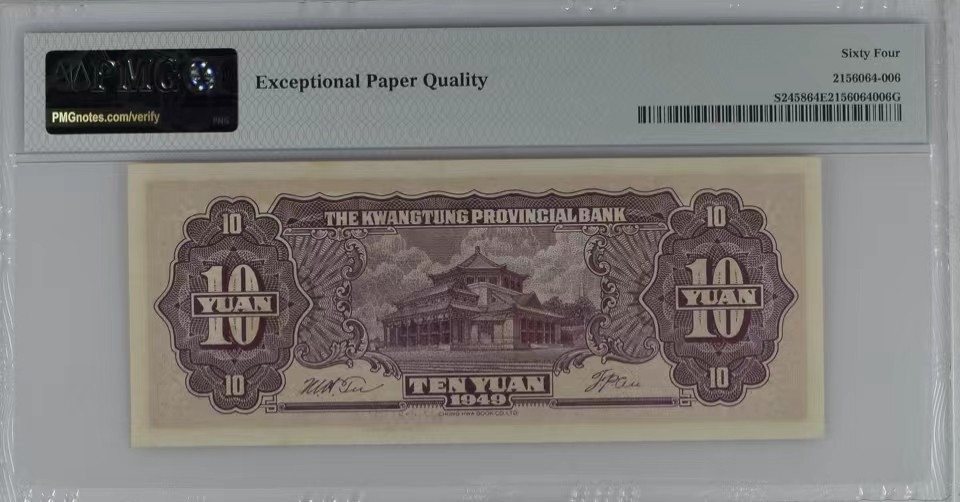 PMG
PMGnotes.com/verify
Exceptional Paper Quality
Sixty Four
2156064-006
S245864E2156064006G
THE KWANGTUNG PROVINCIAL BANK
10
10
10
YUAN
10
YUAN
10
10
TEN YUAN
1949
CHUNG HWA BOOK CO. LTD